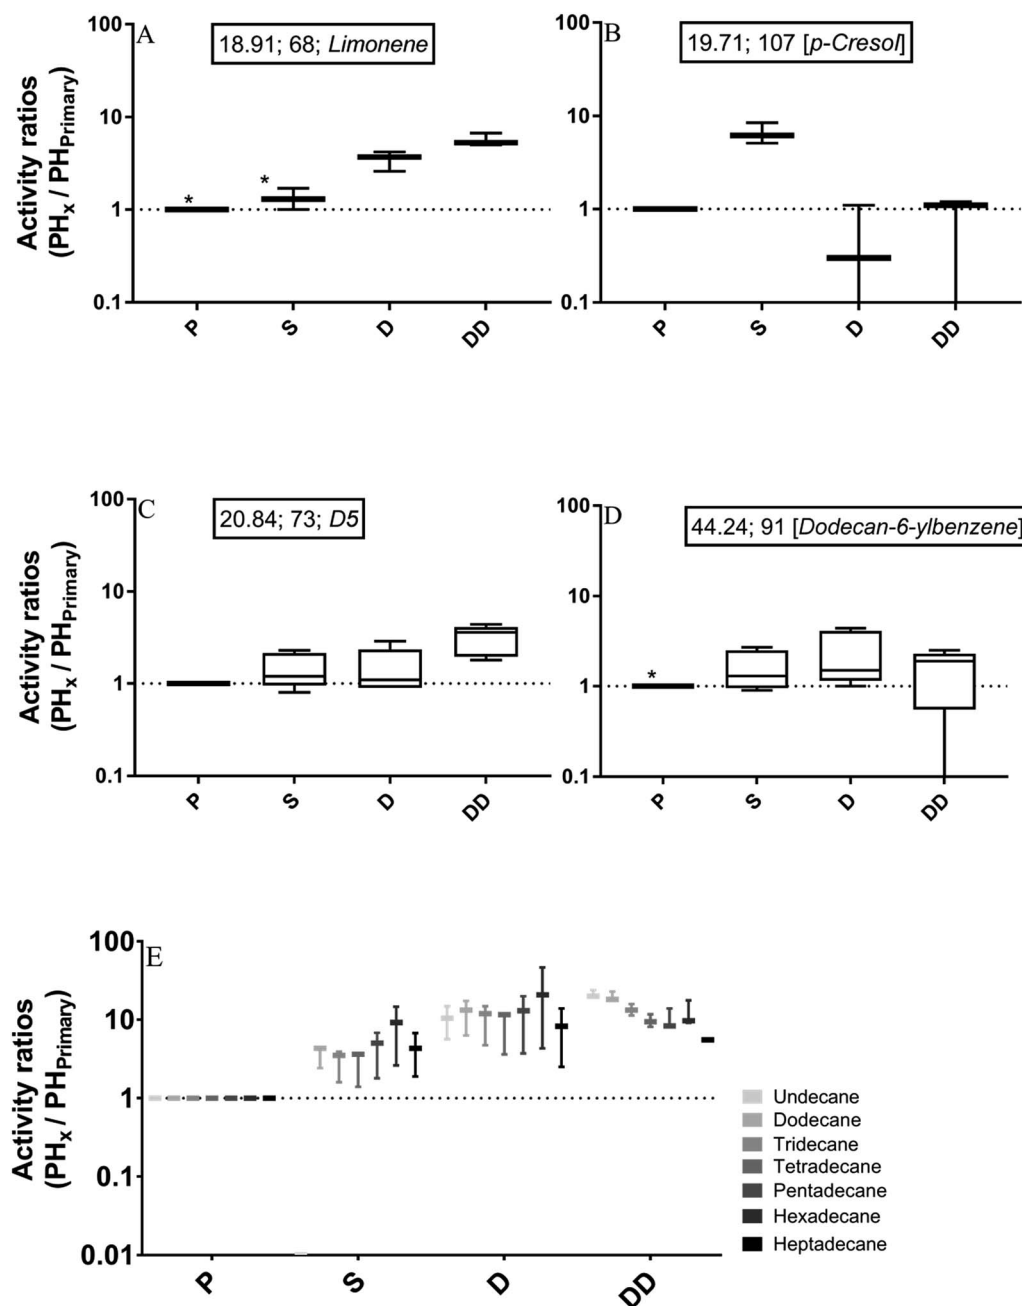 A
18.91; 68; Limonene
Activity ratios
(PHX / PHPrimary)
100
10
1
0.1
*
*
P
S
D
DD
B
19.71; 107 [p-Cresol]
100
10
1
0.1
P
S
D
DD
C
20.84; 73; D5
Activity ratios
(PHX / PHPrimary)
100
10
1
0.1
P
S
D
DD
D
44.24; 91 [Dodecan-6-ylbenzene]
100
10
1
0.1
*
P
S
D
DD
E
Activity ratios
(PHX / PHPrimary)
100
10
1
0.1
0.01
P
S
D
DD
Undecane
Dodecane
Tridecane
Tetradecane
Pentadecane
Hexadecane
Heptadecane